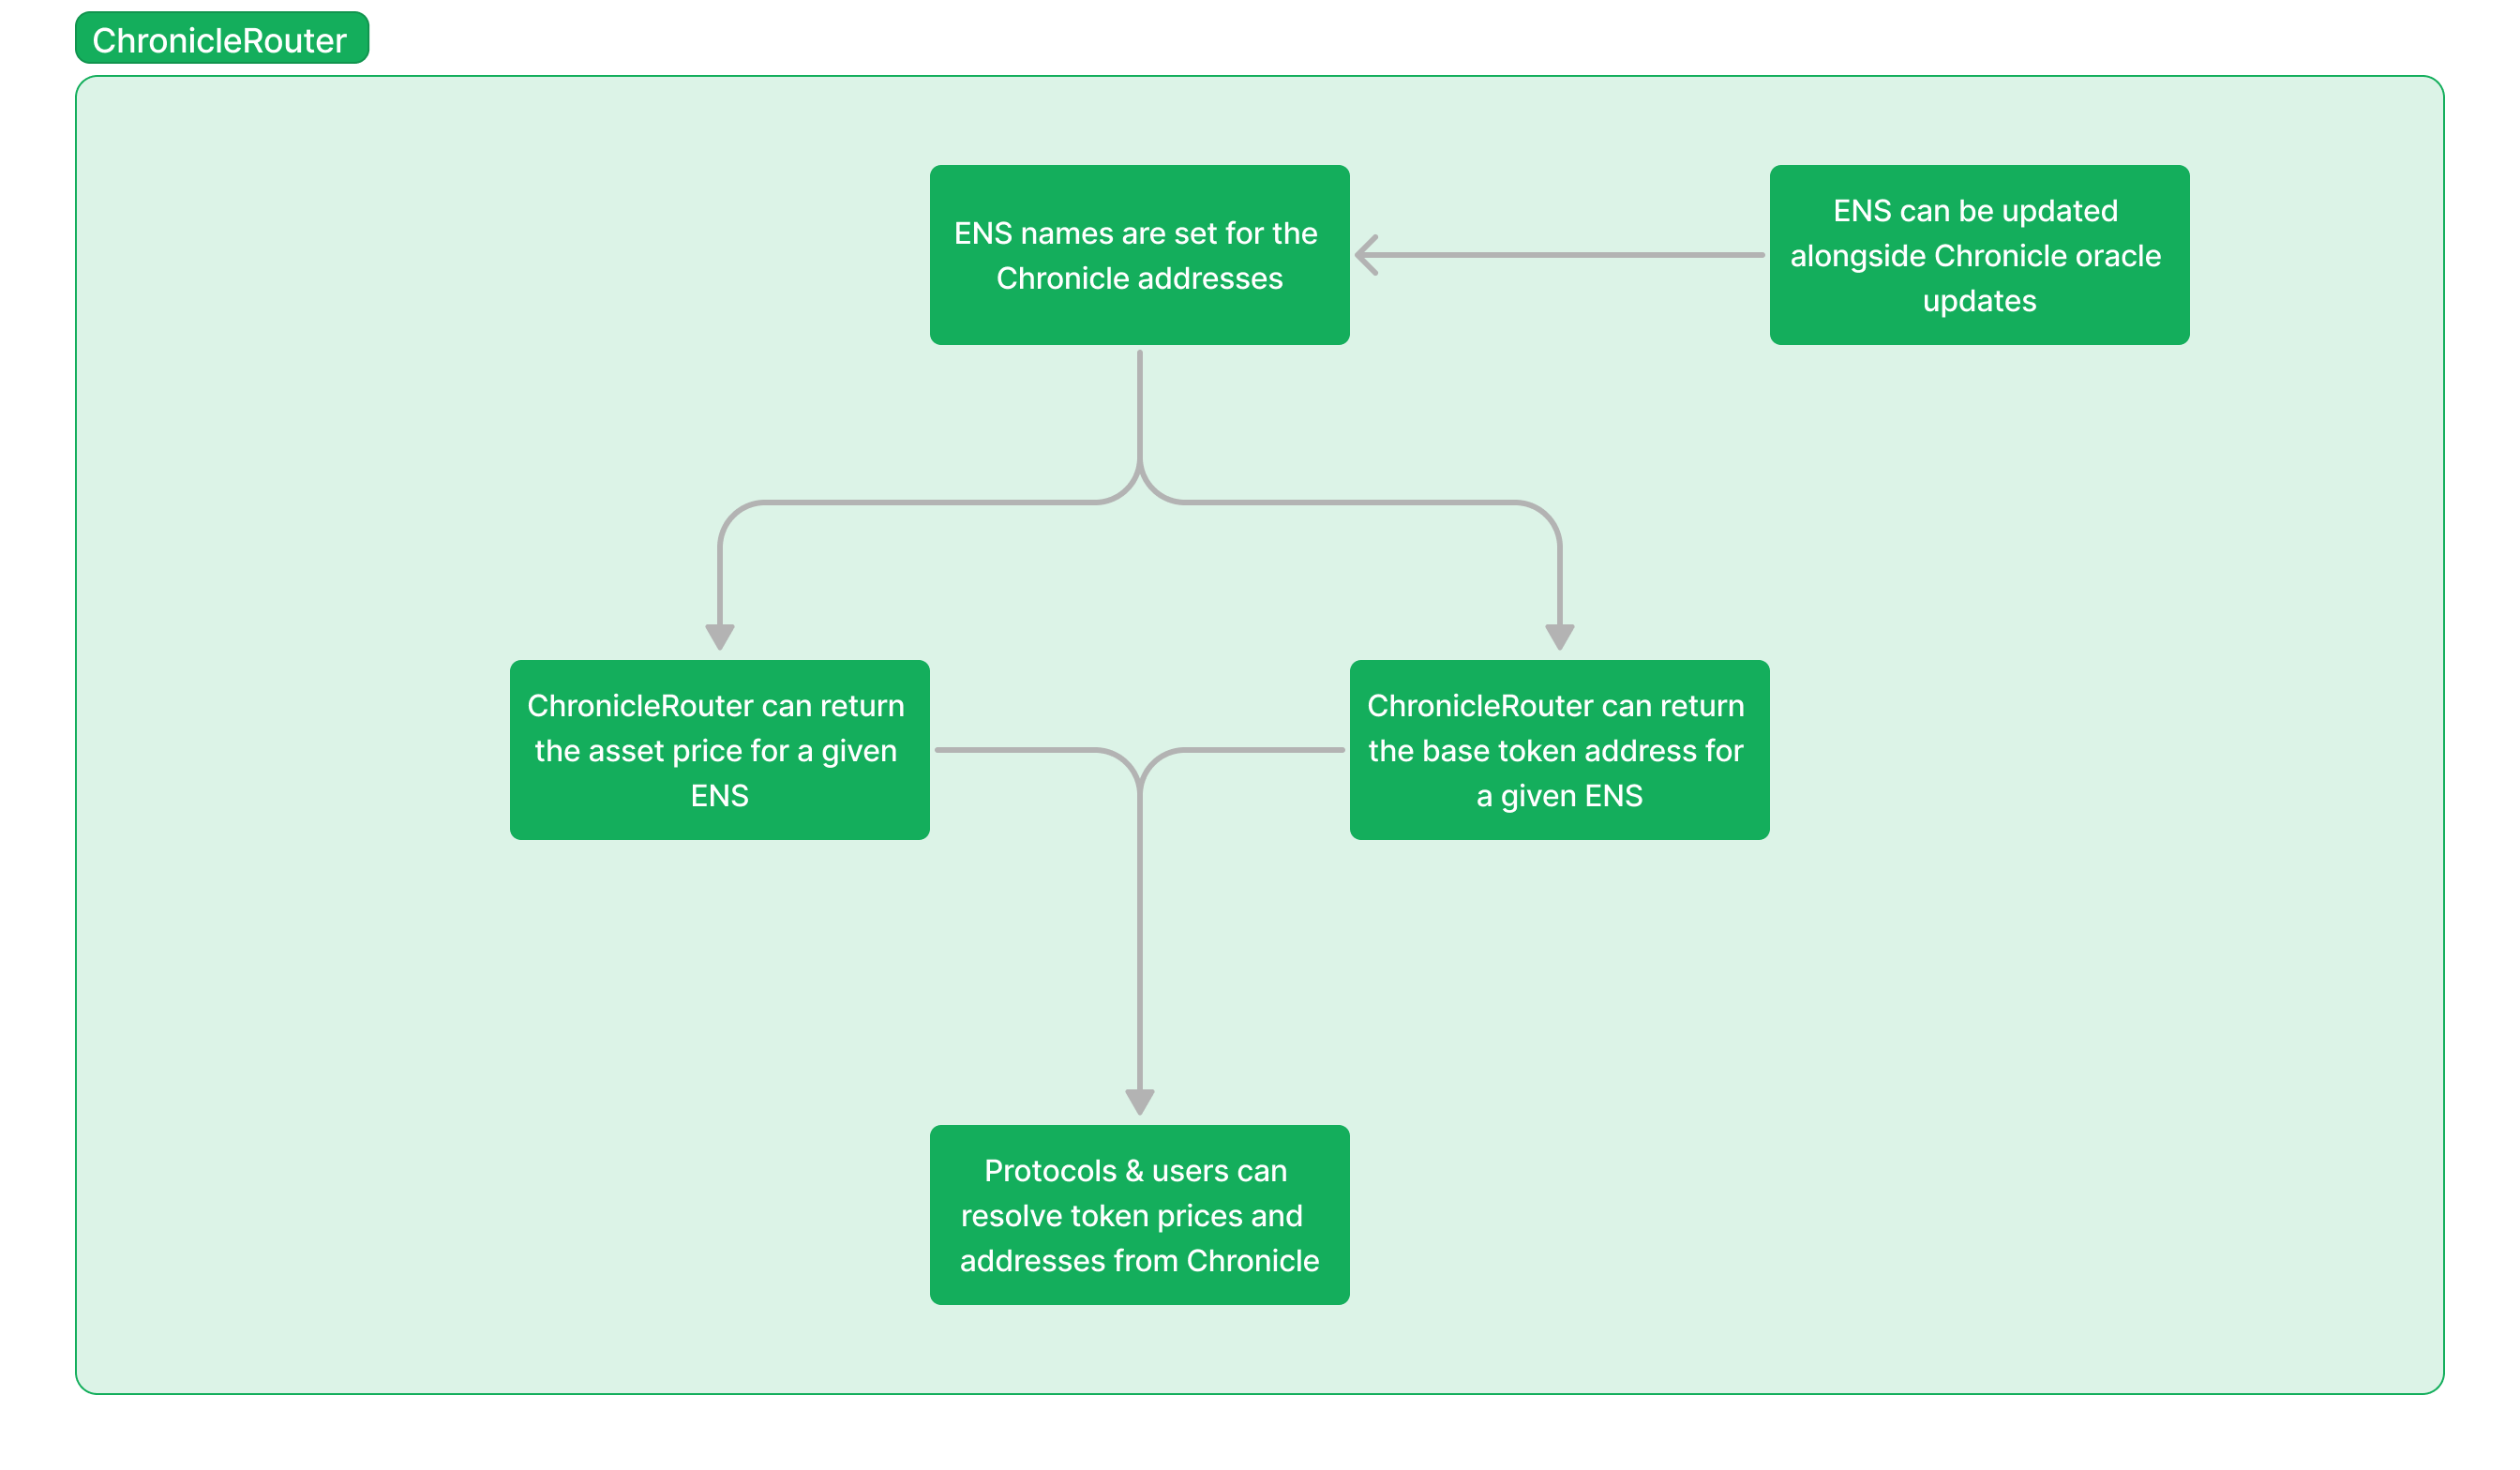 ChronicleRouter
ENS names are set for the
Chronicle addresses
ENS can be updated
alongside Chronicle oracle
updates
ChronicleRouter can return
the asset price for a given
ENS
ChronicleRouter can return
the base token address for
a given ENS
Protocols & users can
resolve token prices and
addresses from Chronicle